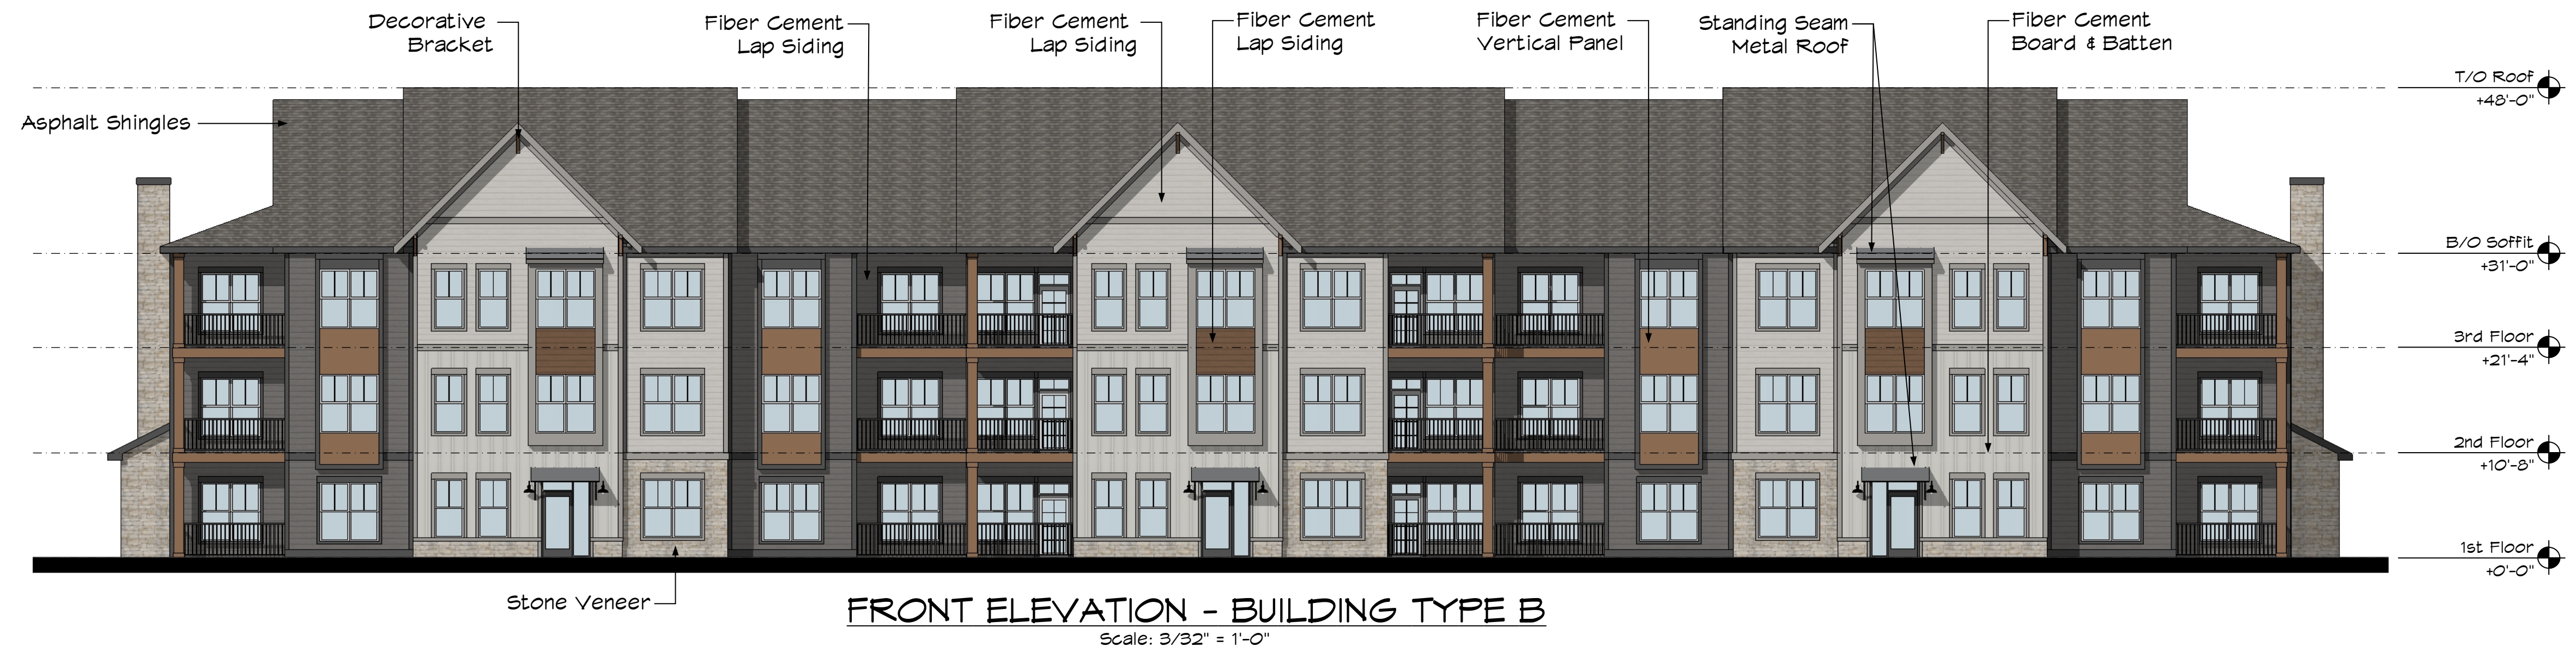 Decorative
Bracket
Fiber Cement
Lap Siding
Fiber Cement
Lap Siding
Fiber Cement
Lap Siding
Fiber Cement
Vertical Panel
Standing Seam
Metal Roof
Fiber Cement
Board & Batten
T/O Roof
+48'-0"
Asphalt Shingles
B/O Soffit
+31'-0"
3rd Floor
+21'-4"
2nd Floor
+10'-8"
1st Floor
+0'-0"
Stone Veneer
FRONT ELEVATION - BUILDING TYPE B
Scale: 3/32" = 1'-0"